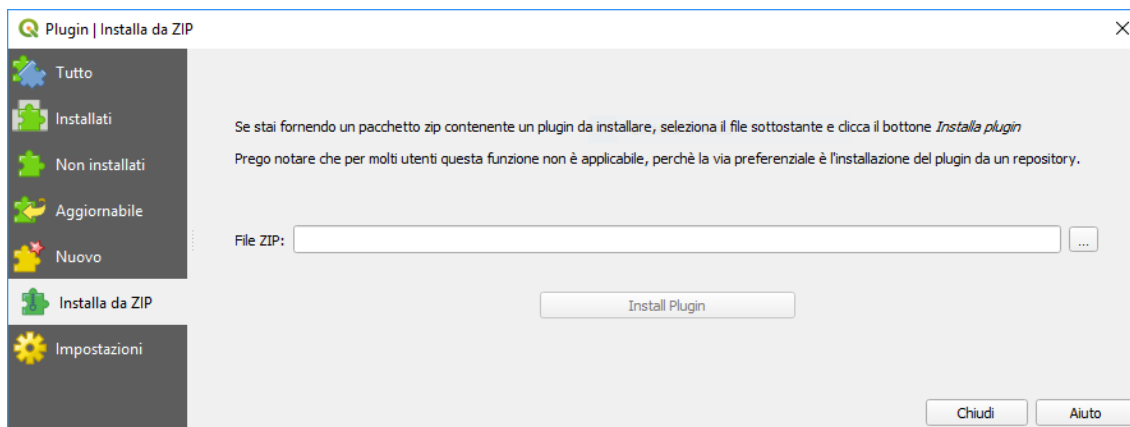 Plugin | Installa da ZIP
Tutto
Installati
Non installati
Aggiornabile
Nuovo
Installa da ZIP
Impostazioni
Se stai fornendo un pacchetto zip contenente un plugin da installare, seleziona il file sottostante e clicca il bottone Installa plugin
Prego notare che per molti utenti questa funzione non è applicabile, perchè la via preferenziale è l'installazione del plugin da un repository.
File ZIP:
...
Install Plugin
Chiudi
Aiuto